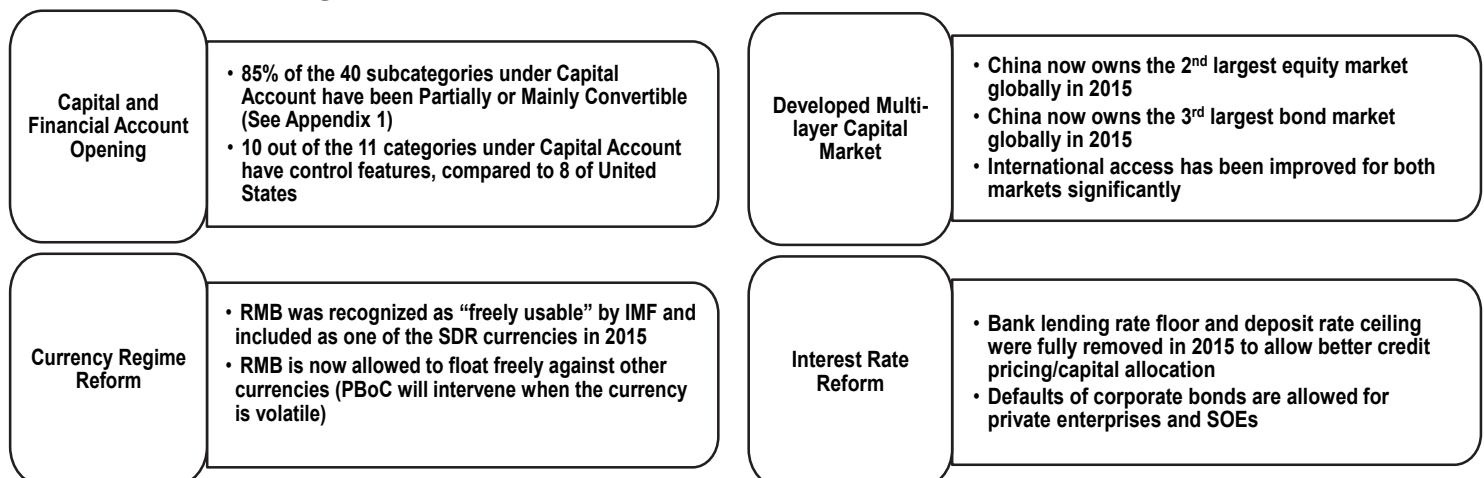 Capital and
Financial Account
Opening
• 85% of the 40 subcategories under Capital
Account have been Partially or Mainly Convertible
(See Appendix 1)
• 10 out of the 11 categories under Capital Account
have control features, compared to 8 of United
States
Developed Multi-
layer Capital
Market
• China now owns the 2nd largest equity market
globally in 2015
• China now owns the 3rd largest bond market
globally in 2015
• International access has been improved for both
markets significantly
Currency Regime
Reform
• RMB was recognized as “freely usable” by IMF and
included as one of the SDR currencies in 2015
• RMB is now allowed to float freely against other
currencies (PBoC will intervene when the currency
is volatile)
Interest Rate
Reform
• Bank lending rate floor and deposit rate ceiling
were fully removed in 2015 to allow better credit
pricing/capital allocation
• Defaults of corporate bonds are allowed for
private enterprises and SOEs